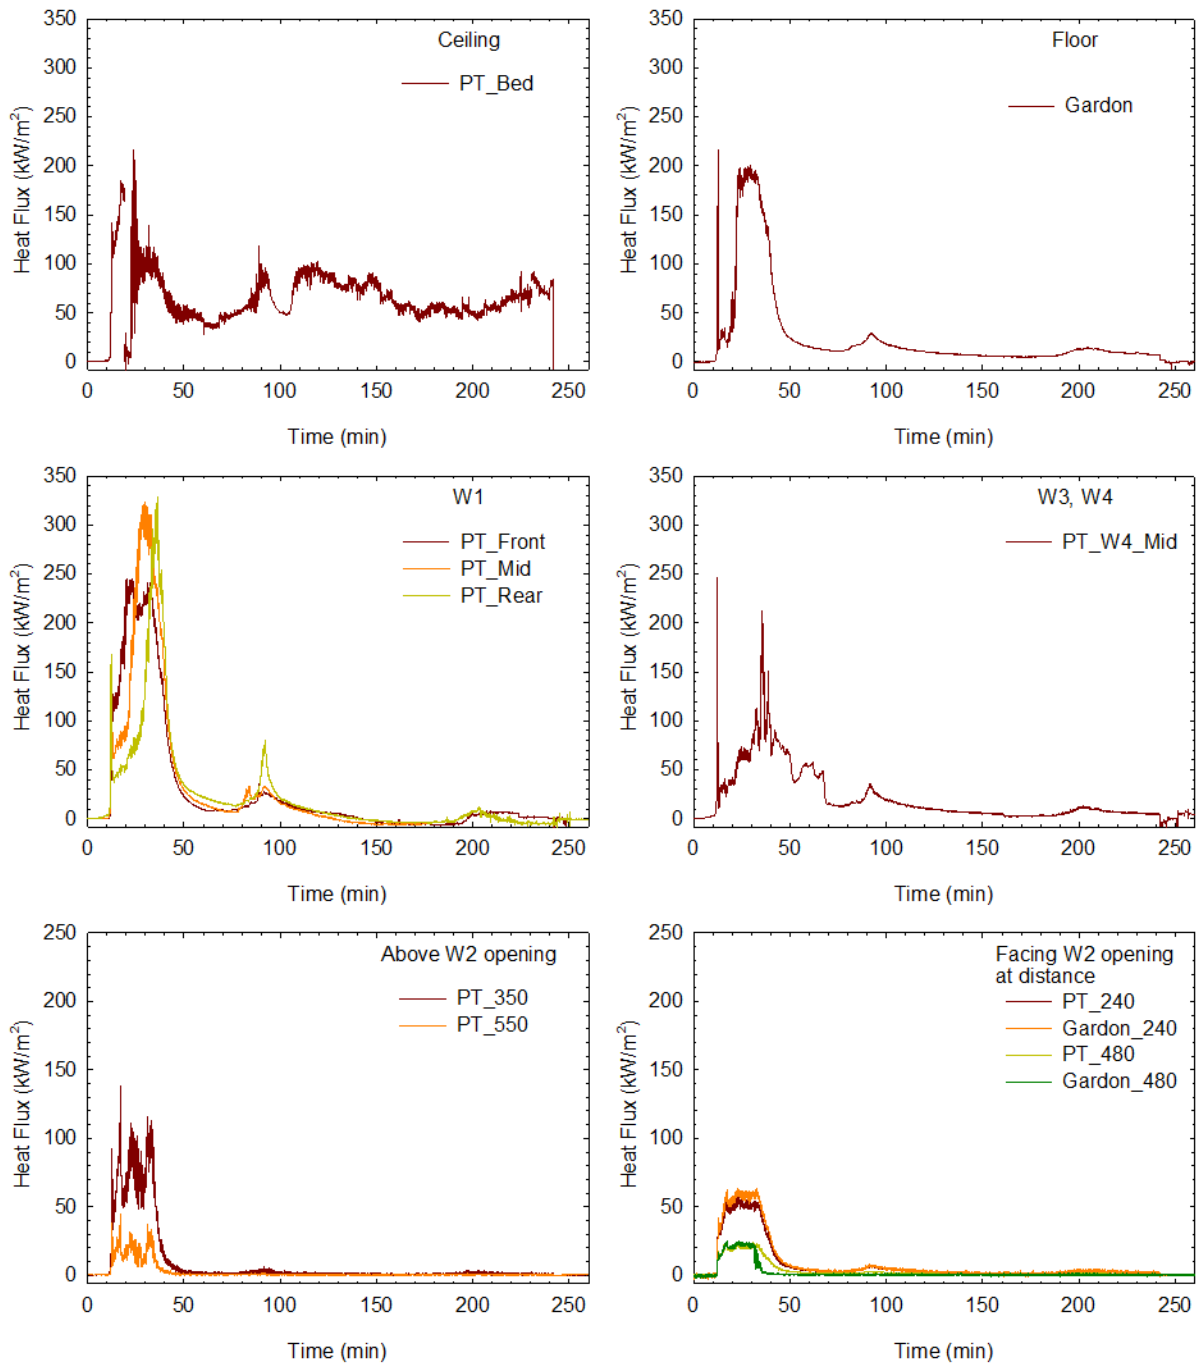 Ceiling
PT_Bed
350
300
250
200
150
100
50
0
Heat Flux (kW/m²)
0 50 100 150 200 250
Time (min)
Floor
Gardon
350
300
250
200
150
100
50
0
Heat Flux (kW/m²)
0 50 100 150 200 250
Time (min)
W1
PT_Front
PT_Mid
PT_Rear
350
300
250
200
150
100
50
0
Heat Flux (kW/m²)
0 50 100 150 200 250
Time (min)
W3, W4
PT_W4_Mid
350
300
250
200
150
100
50
0
Heat Flux (kW/m²)
0 50 100 150 200 250
Time (min)
Above W2 opening
PT_350
PT_550
250
200
150
100
50
0
Heat Flux (kW/m²)
0 50 100 150 200 250
Time (min)
Facing W2 opening
at distance
PT_240
Gardon_240
PT_480
Gardon_480
250
200
150
100
50
0
Heat Flux (kW/m²)
0 50 100 150 200 250
Time (min)